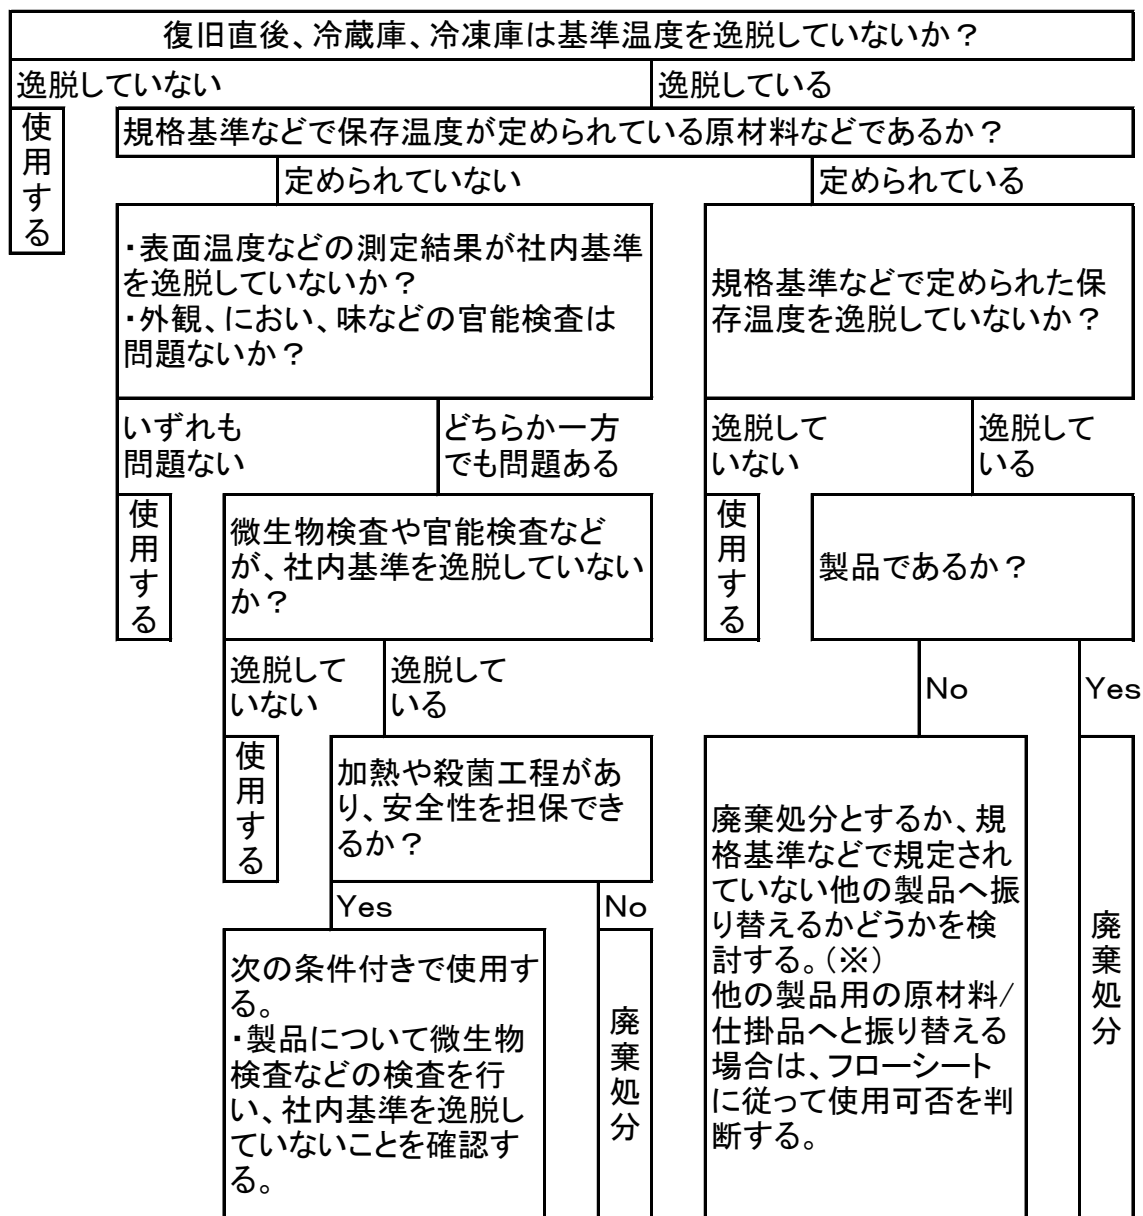 復旧直後、冷蔵庫、冷凍庫は基準温度を逸脱していないか？
逸脱していない
逸脱している
使用する
規格基準などで保存温度が定められている原材料などであるか？
定められていない
定められている
・表面温度などの測定結果が社内基準
を逸脱していないか？
・外観、におい、味などの官能検査は
問題ないか？
規格基準などで定められた保
存温度を逸脱していないか？
いずれも
問題ない
どちらか一方
でも問題ある
逸脱して
いない
逸脱して
いる
使用する
微生物検査や官能検査など
が、社内基準を逸脱していない
か？
使用する
製品であるか？
逸脱して
いない
逸脱して
いる
No
Yes
使用する
加熱や殺菌工程があ
り、安全性を担保でき
るか？
Yes
No
次の条件付きで使用す
る。
・製品について微生物
検査などの検査を行
い、社内基準を逸脱し
ていないことを確認す
る。
廃棄処分
廃棄処分とするか、規
格基準などで規定され
ていない他の製品へ振
り替えるかどうかを検
討する。（※）
他の製品用の原材料/
仕掛品へと振り替える
場合は、フローシート
に従って使用可否を判
断する。
廃棄処分